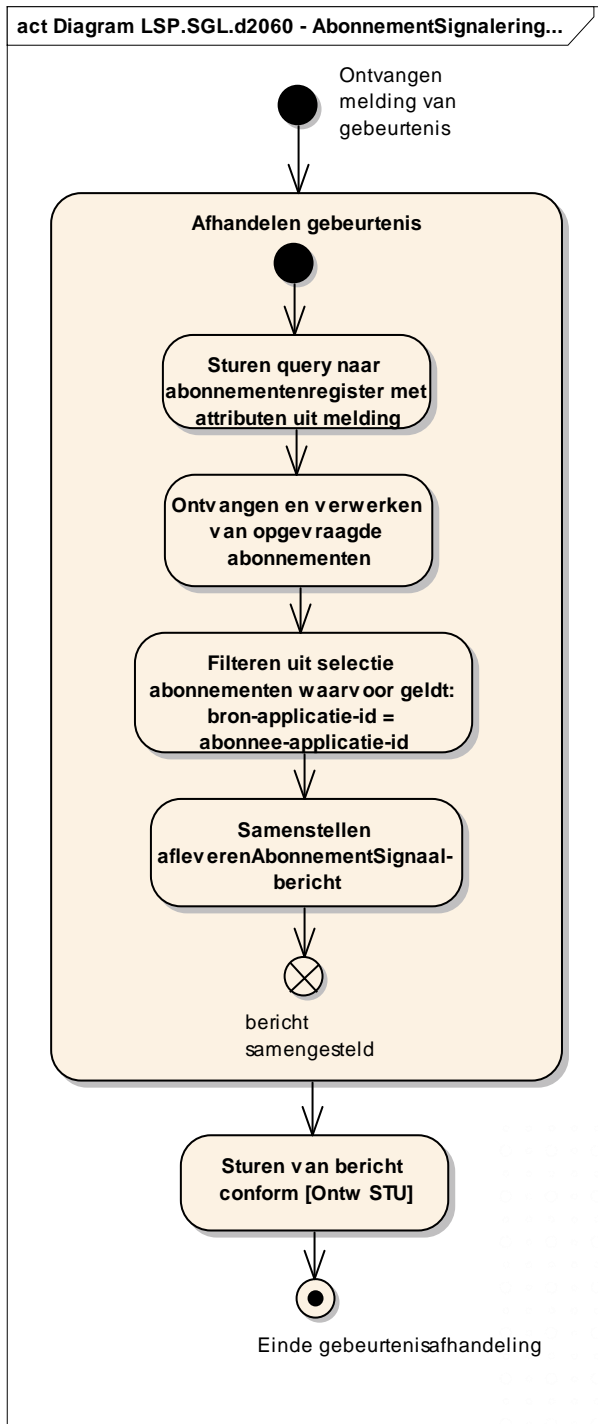 act Diagram LSP.SGL.d2060 - AbonnementSignalering...
Ontvangen
melding van
gebeurtenis
Afhandelen gebeurtenis
Sturen query naar
abonnementenregister met
attributen uit melding
Ontvangen en verwerken
van opgevraagde
abonnementen
Filteren uit selectie
abonnementen waarvoor geldt:
bron-applicatie-id =
abonnee-applicatie-id
Samenstellen
afleverenAbonnementSignaal-
bericht
bericht
samengesteld
Sturen van bericht
conform [Ontw STU]
Einde gebeurtenisafhandeling